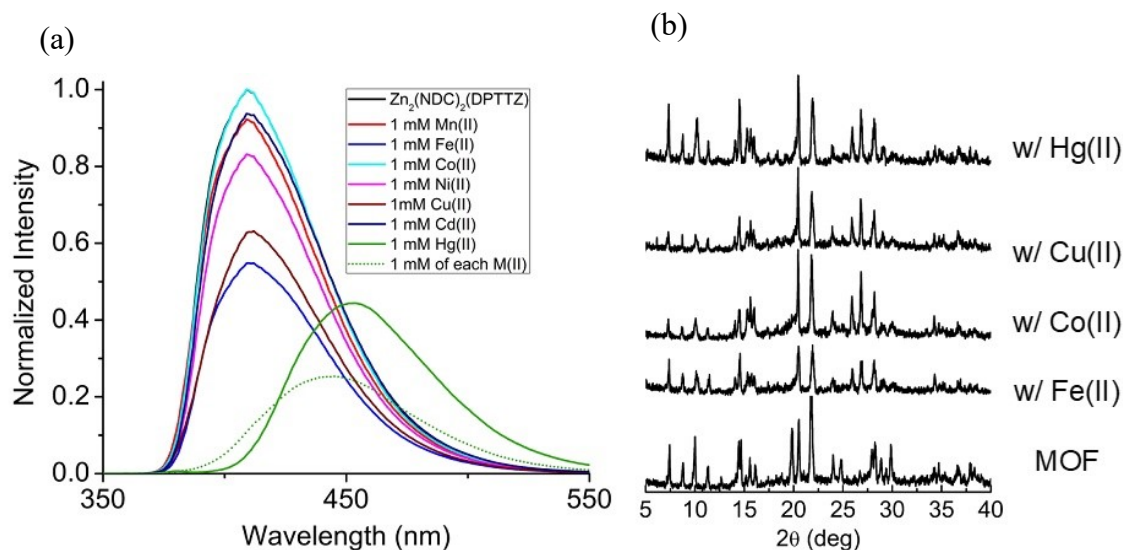 (a)
1.0
0.8
0.6
0.4
0.2
0.0
Normalized Intensity
350
450
550
Wavelength (nm)
Zn₂(NDC)₂(DPTTZ)
1 mM Mn(II)
1 mM Fe(II)
1 mM Co(II)
1 mM Ni(II)
1mM Cu(II)
1 mM Cd(II)
1 mM Hg(II)
1 mM of each M(II)
(b)
w/ Hg(II)
w/ Cu(II)
w/ Co(II)
w/ Fe(II)
MOF
5 10 15 20 25 30 35 40
2θ (deg)